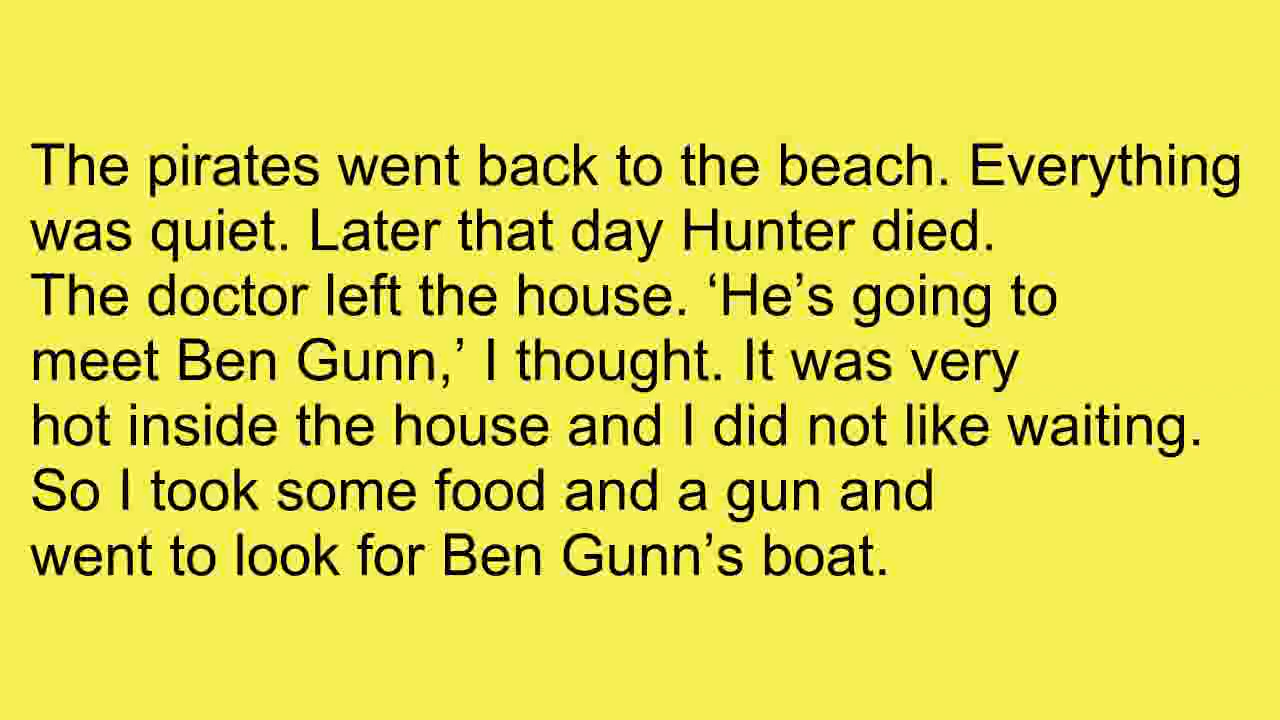 The pirates went back to the beach. Everything
was quiet. Later that day Hunter died.
The doctor left the house. ‘He’s going to
meet Ben Gunn,’ I thought. It was very
hot inside the house and I did not like waiting.
So I took some food and a gun and
went to look for Ben Gunn’s boat.